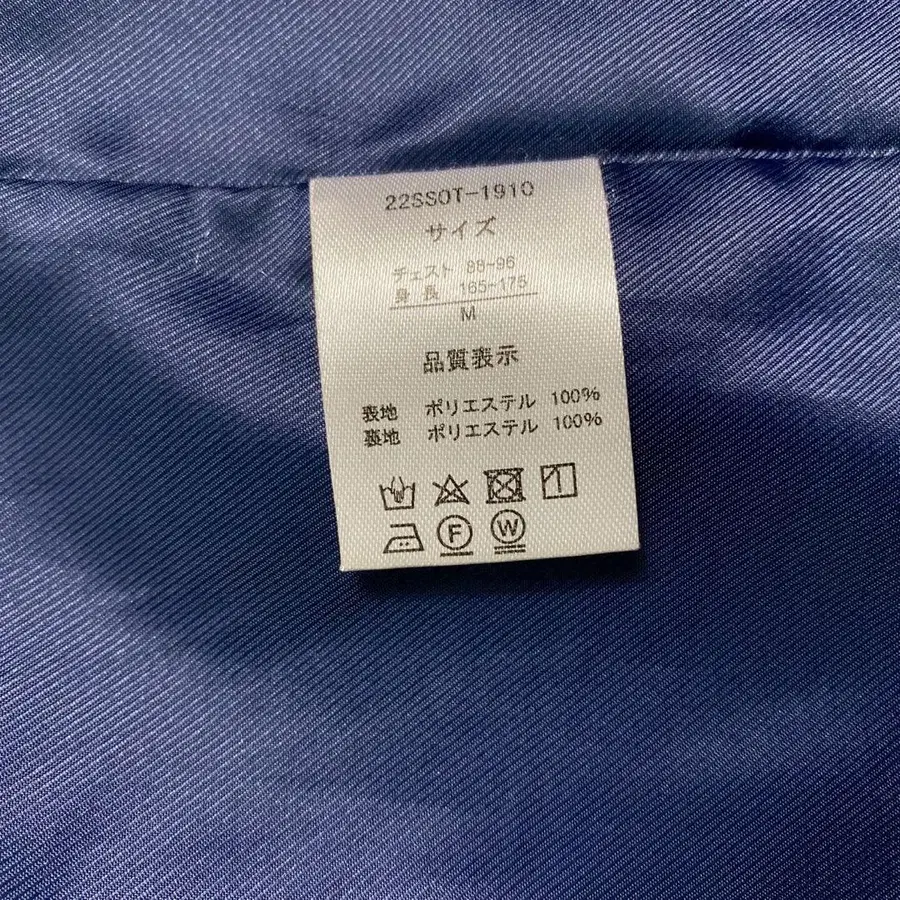 22SSOT-1910
サイズ
チェスト 88-96
身長 165-175
M
品質表示
表地 ポリエステル 100%
裏地 ポリエステル 100%
F W